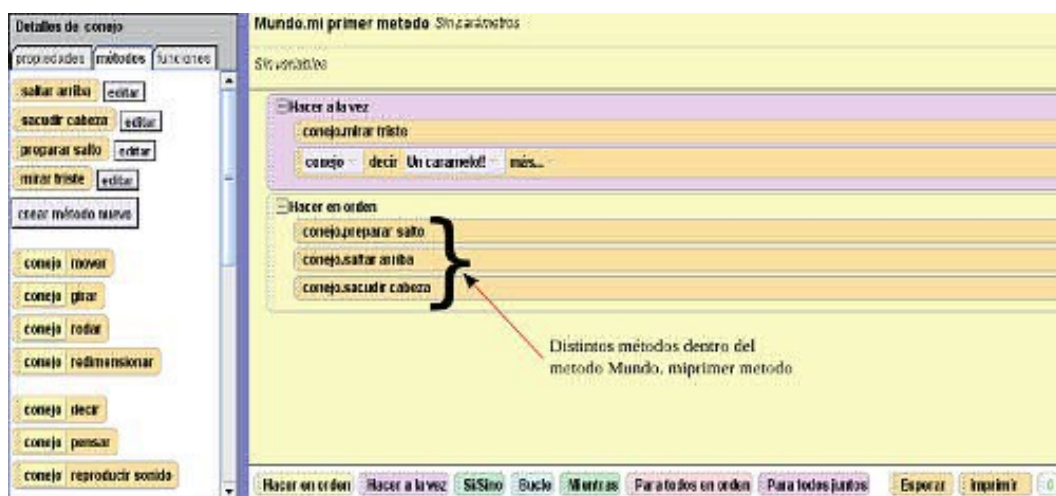 Detalles de conejo
propiedades métodos funciones
saltar arriba editar
sacudir cabeza editar
preparar salto editar
mirar triste editar
crear método nuevo
conejo mover
conejo girar
conejo rodar
conejo redimensionar
conejo decir
conejo pensar
conejo reproducir sonido
Mundo.mi primer metodo Sin parámetros
Sin variables
Hacer a la vez
conejo.mirar triste
conejo decir Un caramelo!! más...
Hacer en orden
conejo.preparar salto
conejo.saltar arriba
conejo.sacudir cabeza
Distintos métodos dentro del
metodo Mundo, miprimer metodo
Hacer en orden Hacer a la vez Si/Sino Bucle Mientras Para todos en orden Para todos juntos Esperar imprimir